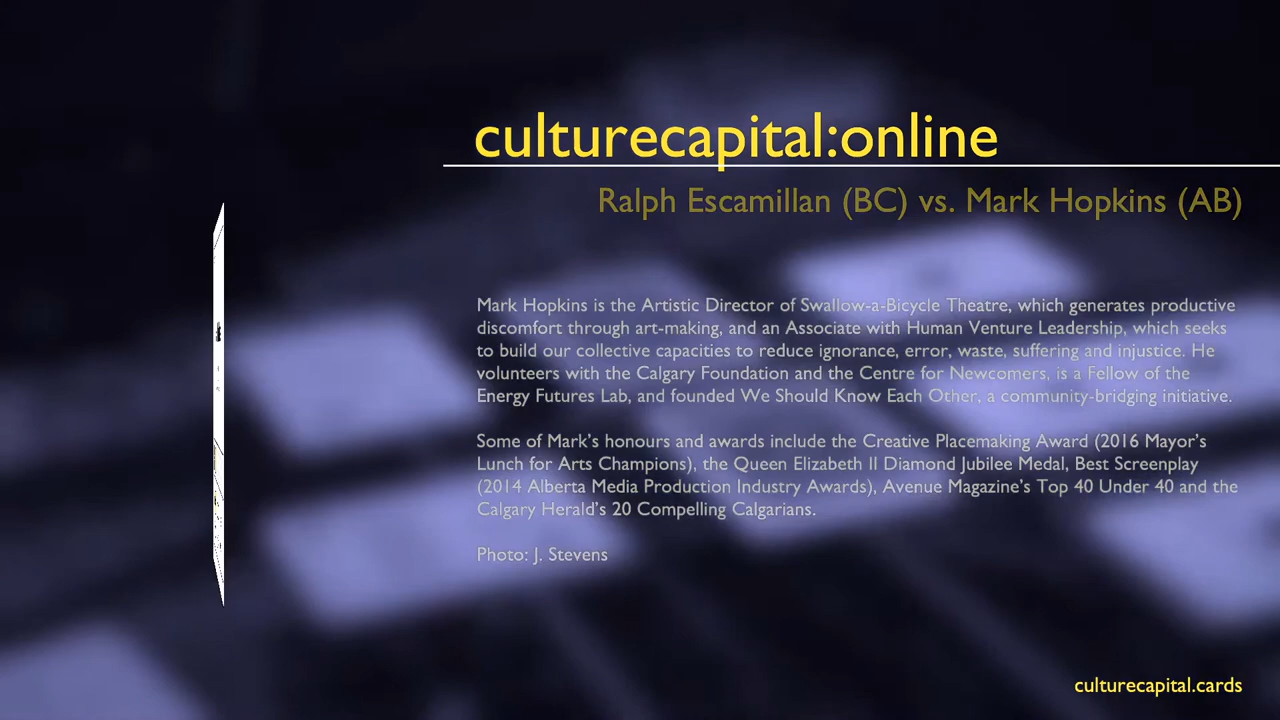 culturecapital:online
Ralph Escamillan (BC) vs. Mark Hopkins (AB)
Mark Hopkins is the Artistic Director of Swallow-a-Bicycle Theatre, which generates productive
discomfort through art-making, and an Associate with Human Venture Leadership, which seeks
to build our collective capacities to reduce ignorance, error, waste, suffering and injustice. He
volunteers with the Calgary Foundation and the Centre for Newcomers, is a Fellow of the
Energy Futures Lab, and founded We Should Know Each Other, a community-bridging initiative.
Some of Mark's honours and awards include the Creative Placemaking Award (2016 Mayor's
Lunch for Arts Champions), the Queen Elizabeth II Diamond Jubilee Medal, Best Screenplay
(2014 Alberta Media Production Industry Awards), Avenue Magazine's Top 40 Under 40 and the
Calgary Herald's 20 Compelling Calgarians.
Photo: J. Stevens
culturecapital.cards